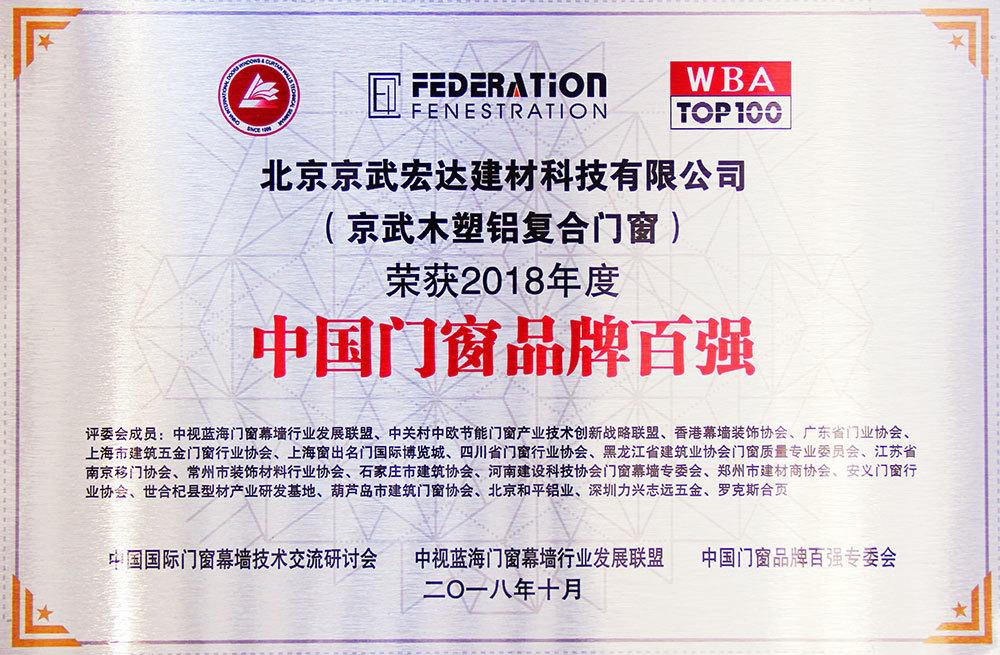 CHINA INTERNATIONAL DOORS WINDOWS & CURTAIN WALLS TECHNICAL SEMINAR
SINCE 1996
FEDERATION
FENESTRATION
WBA
TOP100
北京京武宏达建材科技有限公司
（京武木塑铝复合门窗）
荣获2018年度
中国门窗品牌百强
评委会成员：中视蓝海门窗幕墙行业发展联盟、中关村中欧节能门窗产业技术创新战略联盟、香港幕墙装饰协会、广东省门业协会、
上海市建筑五金门窗行业协会、上海窗出名门国际博览城、四川省门窗行业协会、黑龙江省建筑业协会门窗质量专业委员会、江苏省
南京移门协会、常州市装饰材料行业协会、石家庄市建筑协会、河南建设科技协会门窗幕墙专委会、郑州市建材商协会、安义门窗行
业协会、世合杞县型材产业研发基地、葫芦岛市建筑门窗协会、北京和平铝业、深圳力兴志远五金、罗克斯合页
中国国际门窗幕墙技术交流研讨会 中视蓝海门窗幕墙行业发展联盟 中国门窗品牌百强专委会
二〇一八年十月